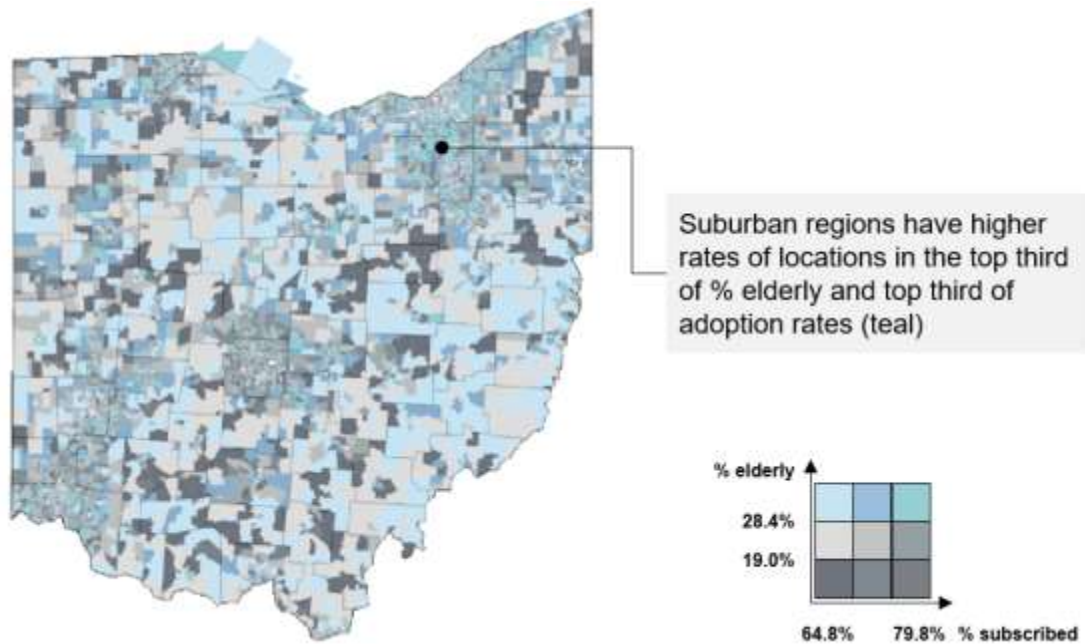 Suburban regions have higher
rates of locations in the top third
of % elderly and top third of
adoption rates (teal)
% elderly
28.4%
19.0%
64.8% 79.8% % subscribed